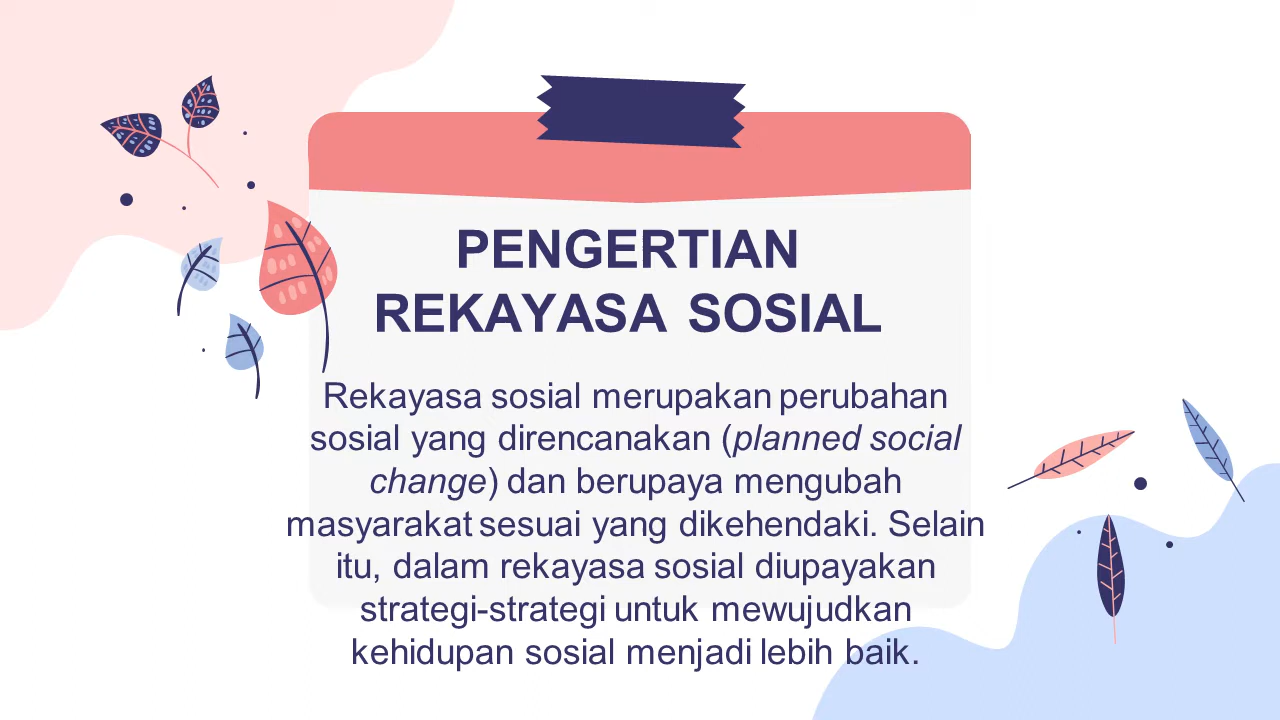 PENGERTIAN
REKAYASA SOSIAL
Rekayasa sosial merupakan perubahan
sosial yang direncanakan (planned social
change) dan berupaya mengubah
masyarakat sesuai yang dikehendaki. Selain
itu, dalam rekayasa sosial diupayakan
strategi-strategi untuk mewujudkan
kehidupan sosial menjadi lebih baik.